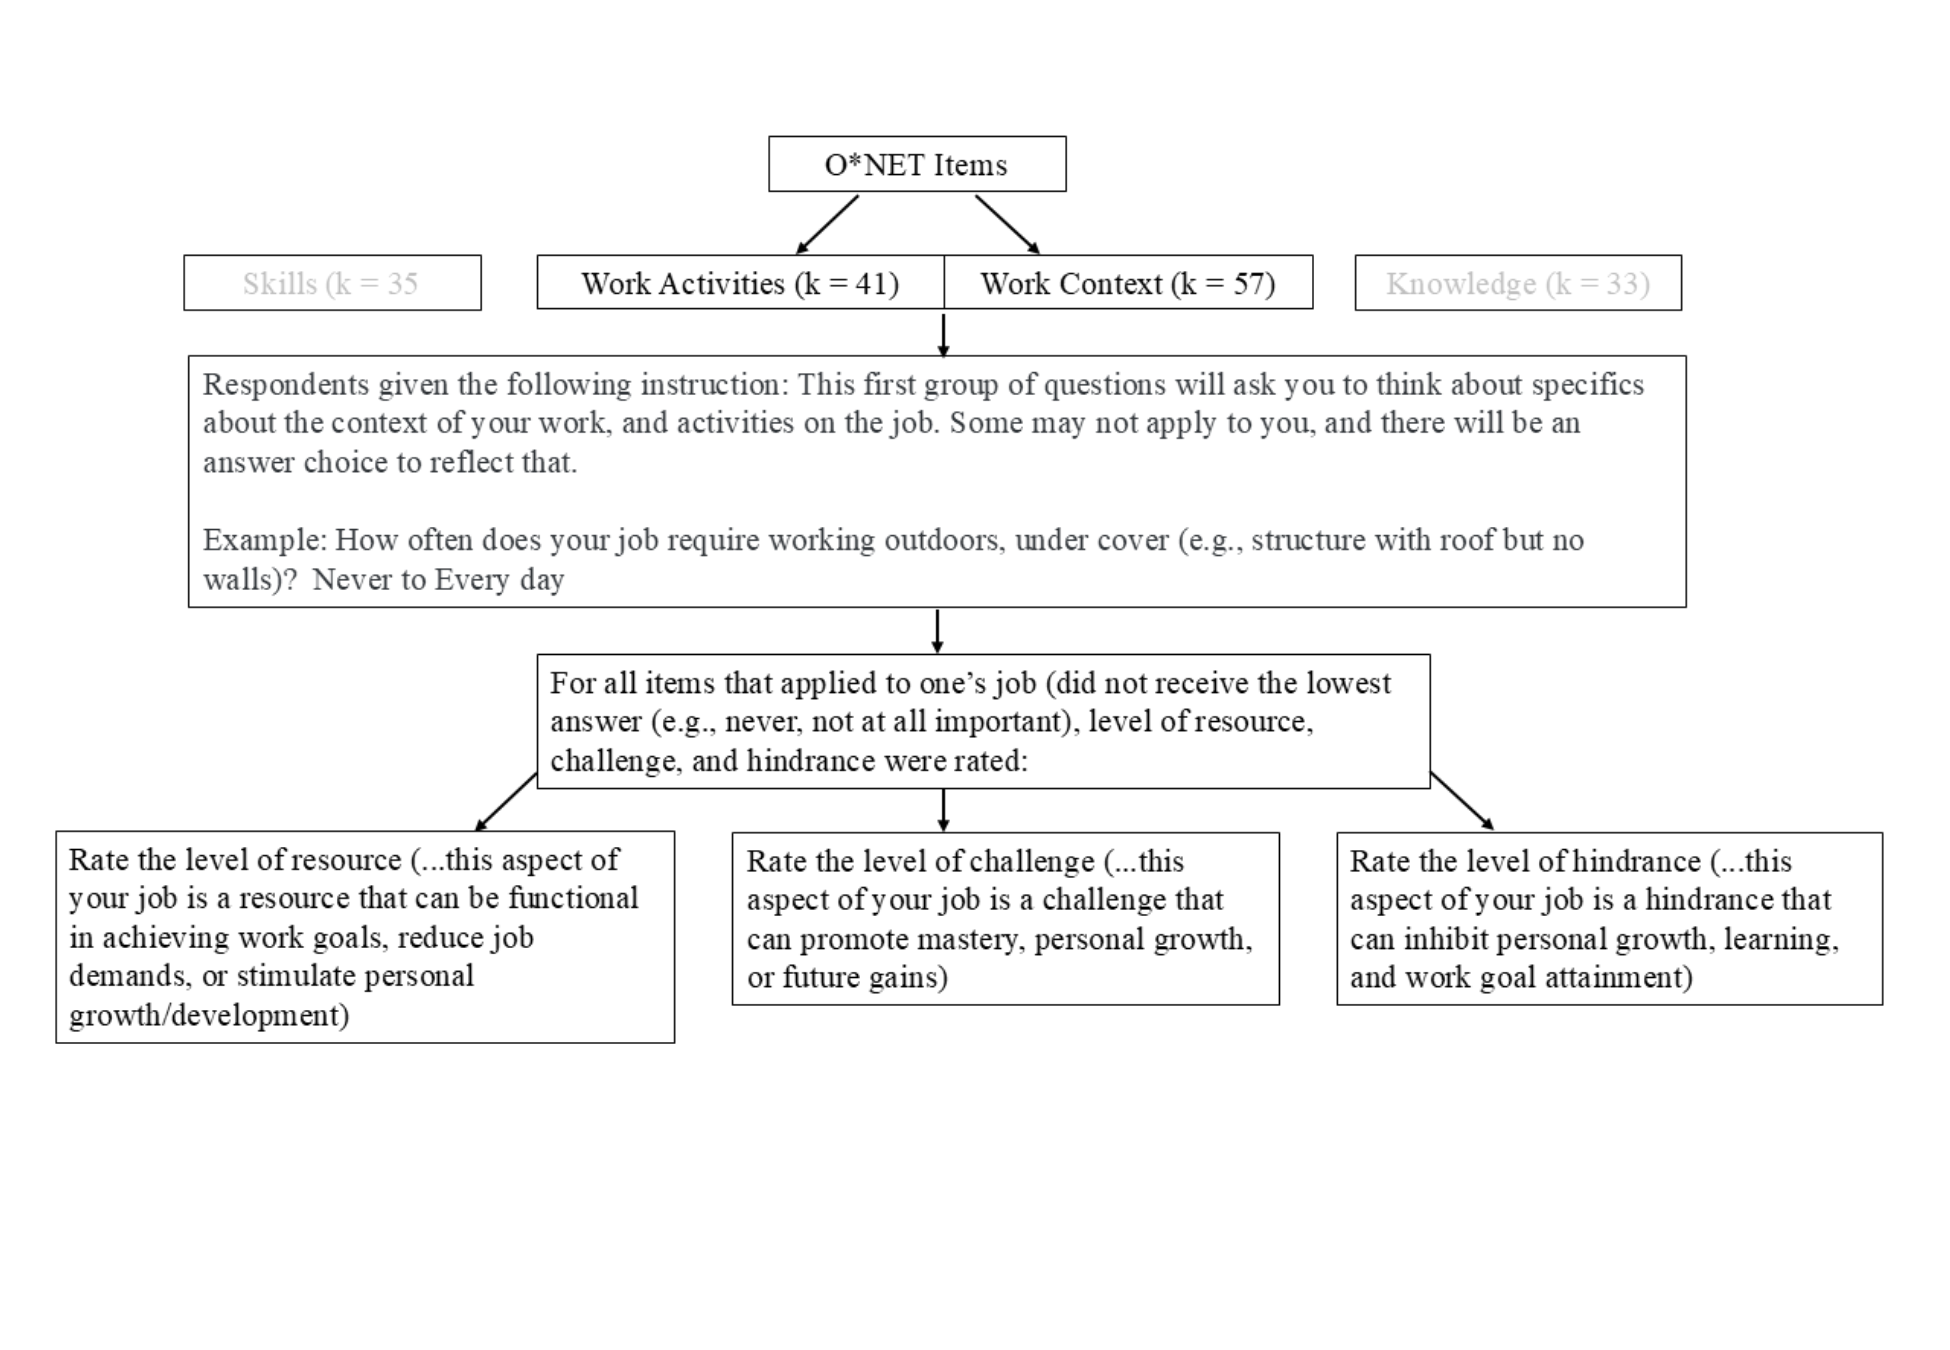 O*NET Items
Skills (k = 35
Work Activities (k = 41)
Work Context (k = 57)
Knowledge (k = 33)
Respondents given the following instruction: This first group of questions will ask you to think about specifics
about the context of your work, and activities on the job. Some may not apply to you, and there will be an
answer choice to reflect that.
Example: How often does your job require working outdoors, under cover (e.g., structure with roof but no
walls)?  Never to Every day
For all items that applied to one’s job (did not receive the lowest
answer (e.g., never, not at all important), level of resource,
challenge, and hindrance were rated:
Rate the level of resource (...this aspect of
your job is a resource that can be functional
in achieving work goals, reduce job
demands, or stimulate personal
growth/development)
Rate the level of challenge (...this
aspect of your job is a challenge that
can promote mastery, personal growth,
or future gains)
Rate the level of hindrance (...this
aspect of your job is a hindrance that
can inhibit personal growth, learning,
and work goal attainment)